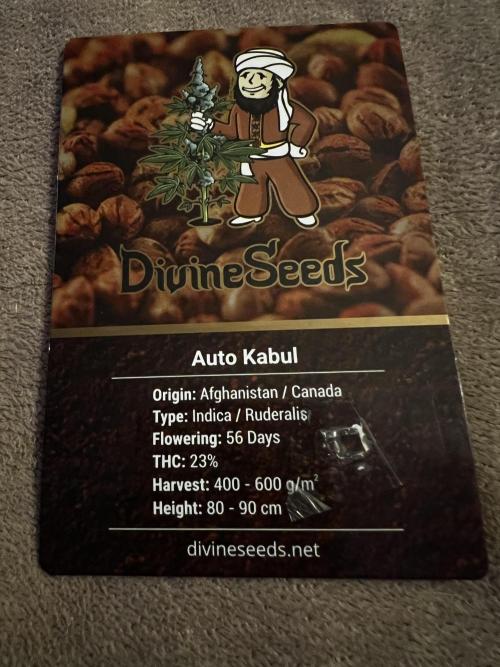 DivineSeeds
Auto Kabul
Origin: Afghanistan / Canada
Type: Indica / Ruderalis
Flowering: 56 Days
THC: 23%
Harvest: 400 - 600 g/m²
Height: 80 - 90 cm
divineseeds.net